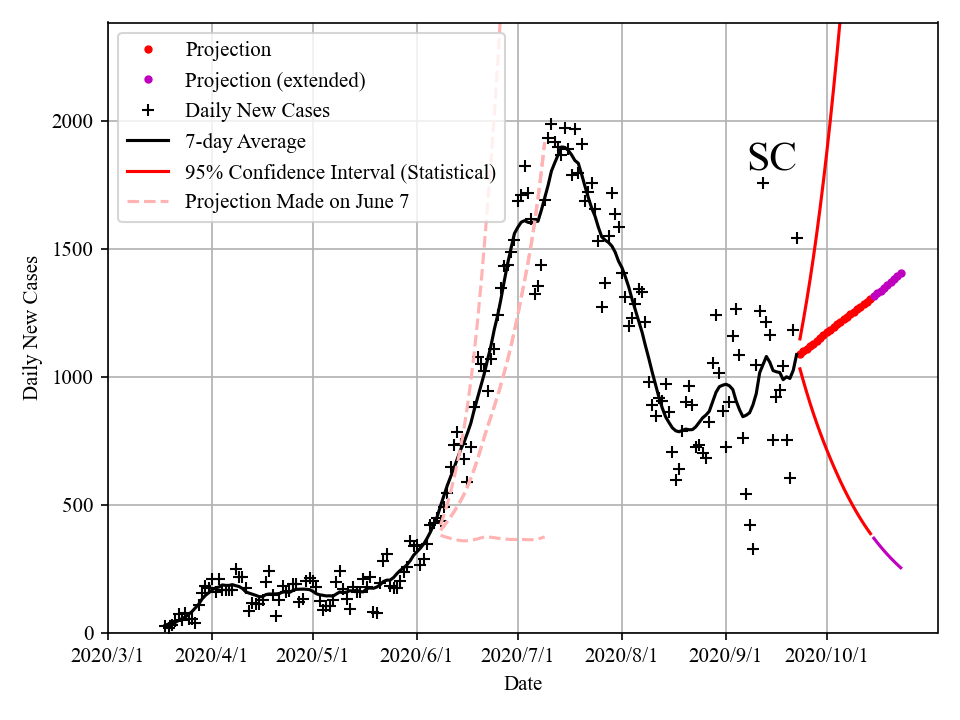 Projection
Projection (extended)
Daily New Cases
7-day Average
95% Confidence Interval (Statistical)
Projection Made on June 7
SC
Daily New Cases
2000
1500
1000
500
0
2020/3/1 2020/4/1 2020/5/1 2020/6/1 2020/7/1 2020/8/1 2020/9/1 2020/10/1
Date